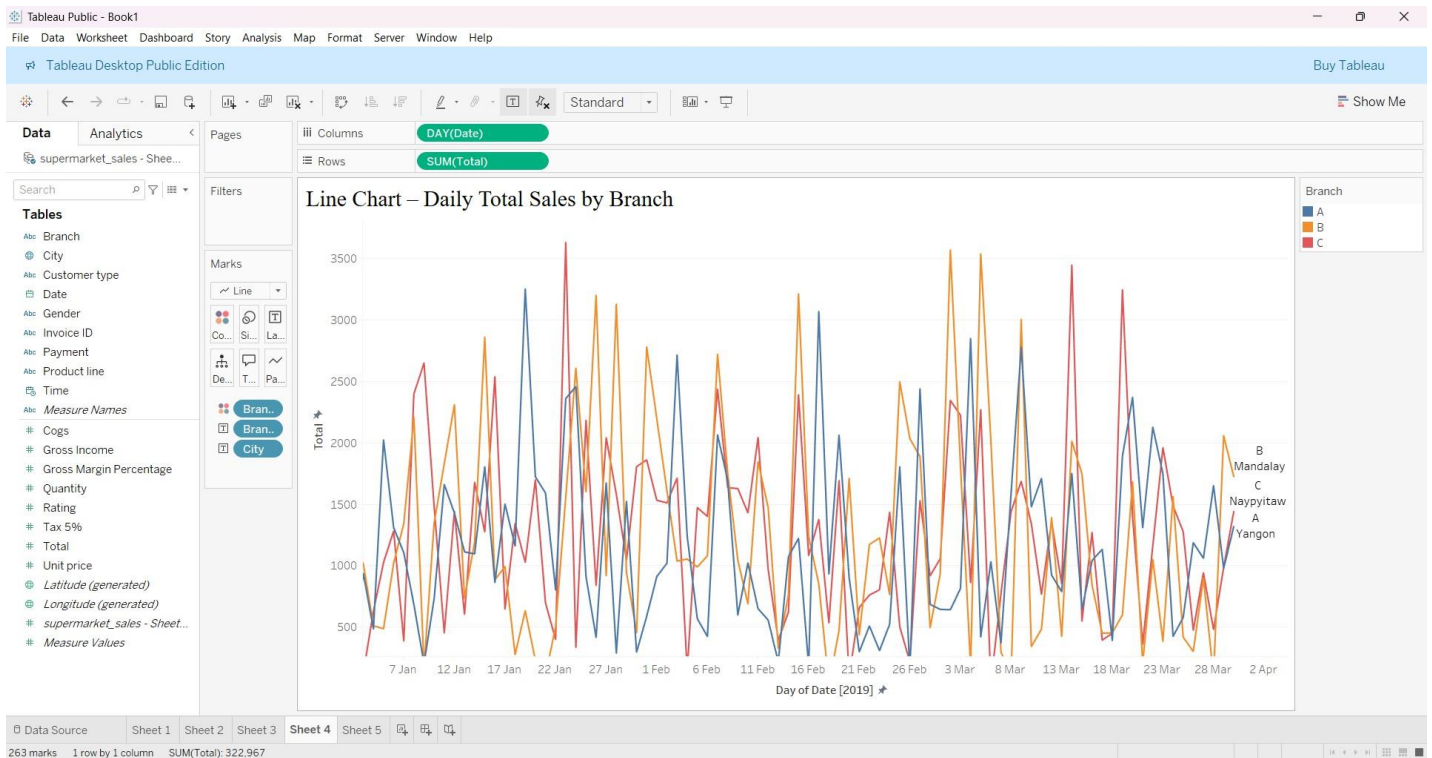 Tableau Public - Book1
File Data Worksheet Dashboard Story Analysis Map Format Server Window Help
Tableau Desktop Public Edition
Buy Tableau
Standard
Show Me
Data Analytics
supermarket_sales - Shee...
Search
Tables
Abc Branch
City
Abc Customer type
Date
Abc Gender
Abc Invoice ID
Abc Payment
Abc Product line
Time
Abc Measure Names
# Cogs
# Gross Income
# Gross Margin Percentage
# Quantity
# Rating
# Tax 5%
# Total
# Unit price
Latitude (generated)
Longitude (generated)
# supermarket_sales - Sheet...
# Measure Values
Pages
Filters
Marks
Line
Co... Si... La...
De... T... Pa...
Bran..
Bran..
City
Columns DAY(Date)
Rows SUM(Total)
Line Chart – Daily Total Sales by Branch
3500
3000
2500
2000
1500
1000
500
Total
B
Mandalay
C
Naypyitaw
A
Yangon
7 Jan 12 Jan 17 Jan 22 Jan 27 Jan 1 Feb 6 Feb 11 Feb 16 Feb 21 Feb 26 Feb 3 Mar 8 Mar 13 Mar 18 Mar 23 Mar 28 Mar 2 Apr
Day of Date [2019]
Branch
A
B
C
Data Source Sheet 1 Sheet 2 Sheet 3 Sheet 4 Sheet 5
263 marks 1 row by 1 column SUM(Total): 322,967